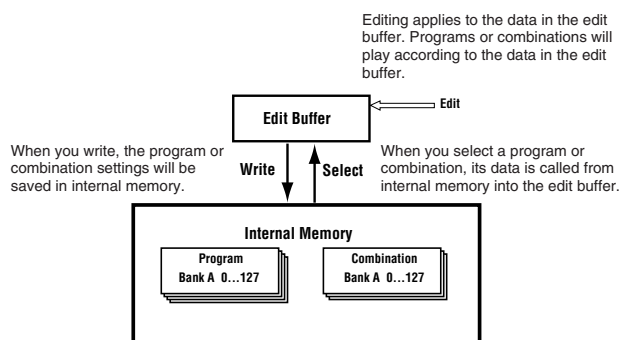 Editing applies to the data in the edit
buffer. Programs or combinations will
play according to the data in the edit
buffer.
Edit
Edit Buffer
When you write, the program or
combination settings will be
saved in internal memory.
Write
Select
When you select a program or
combination, its data is called from
internal memory into the edit buffer.
Internal Memory
Program
Bank A 0...127
Combination
Bank A 0...127